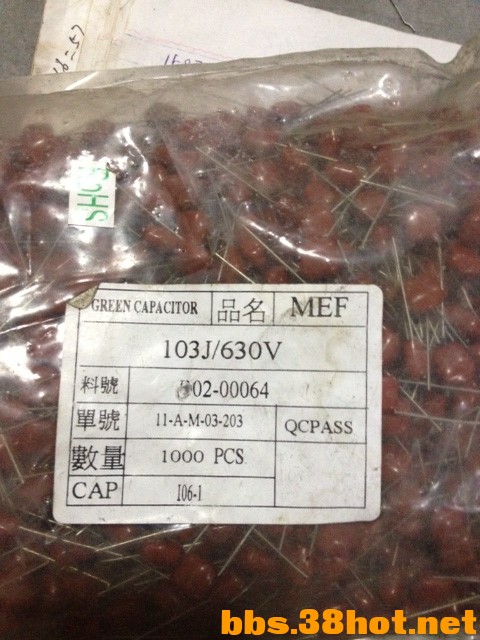 SHoS
GREEN CAPACITOR 品名 MEF
103J/630V
料號 02-00064
單號 11-A-M-03-203 QCPASS
數量 1000 PCS
CAP I06-1
bbs.38hot.net